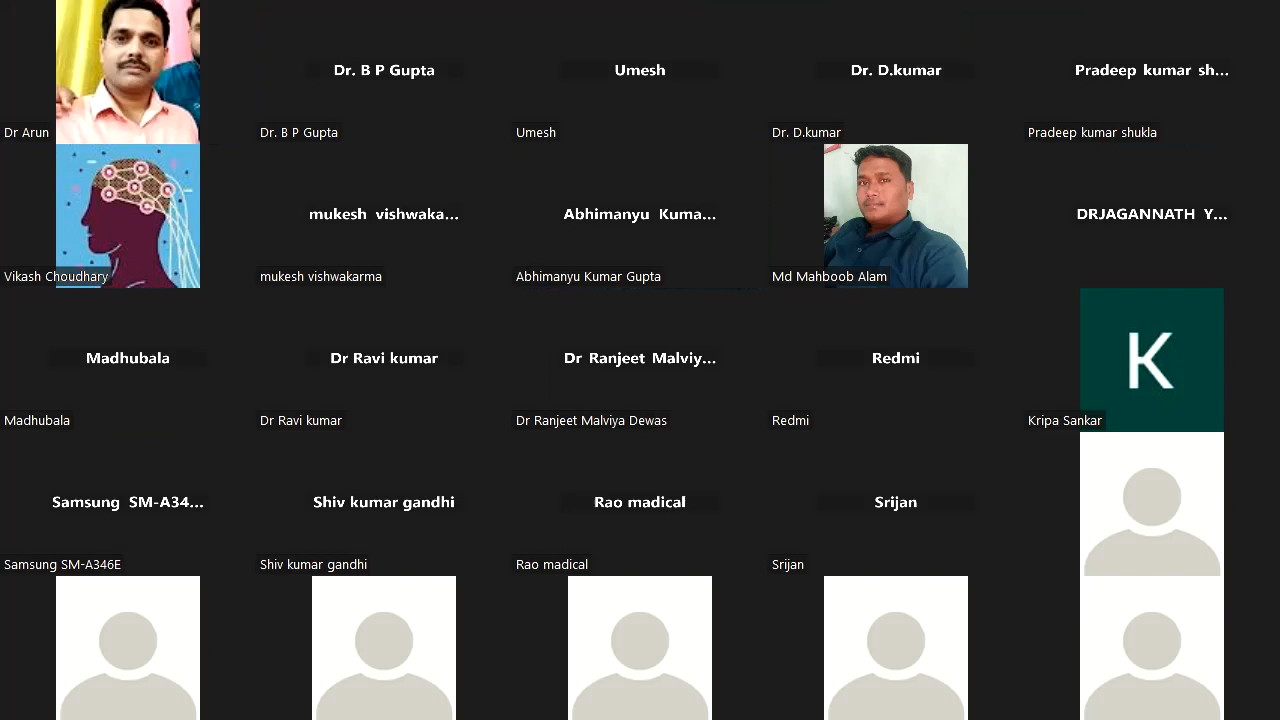 Dr. B P Gupta
Umesh
Dr. D.kumar
Pradeep kumar sh...
Dr Arun
Dr. B P Gupta
Umesh
Dr. D.kumar
Pradeep kumar shukla
mukesh vishwaka...
Abhimanyu Kuma...
DRJAGANNATH Y...
Vikash Choudhary
mukesh vishwakarma
Abhimanyu Kumar Gupta
Md Mahboob Alam
Madhubala
Dr Ravi kumar
Dr Ranjeet Malviy...
Redmi
K
Madhubala
Dr Ravi kumar
Dr Ranjeet Malviya Dewas
Redmi
Kripa Sankar
Samsung SM-A34...
Shiv kumar gandhi
Rao madical
Srijan
Samsung SM-A346E
Shiv kumar gandhi
Rao madical
Srijan